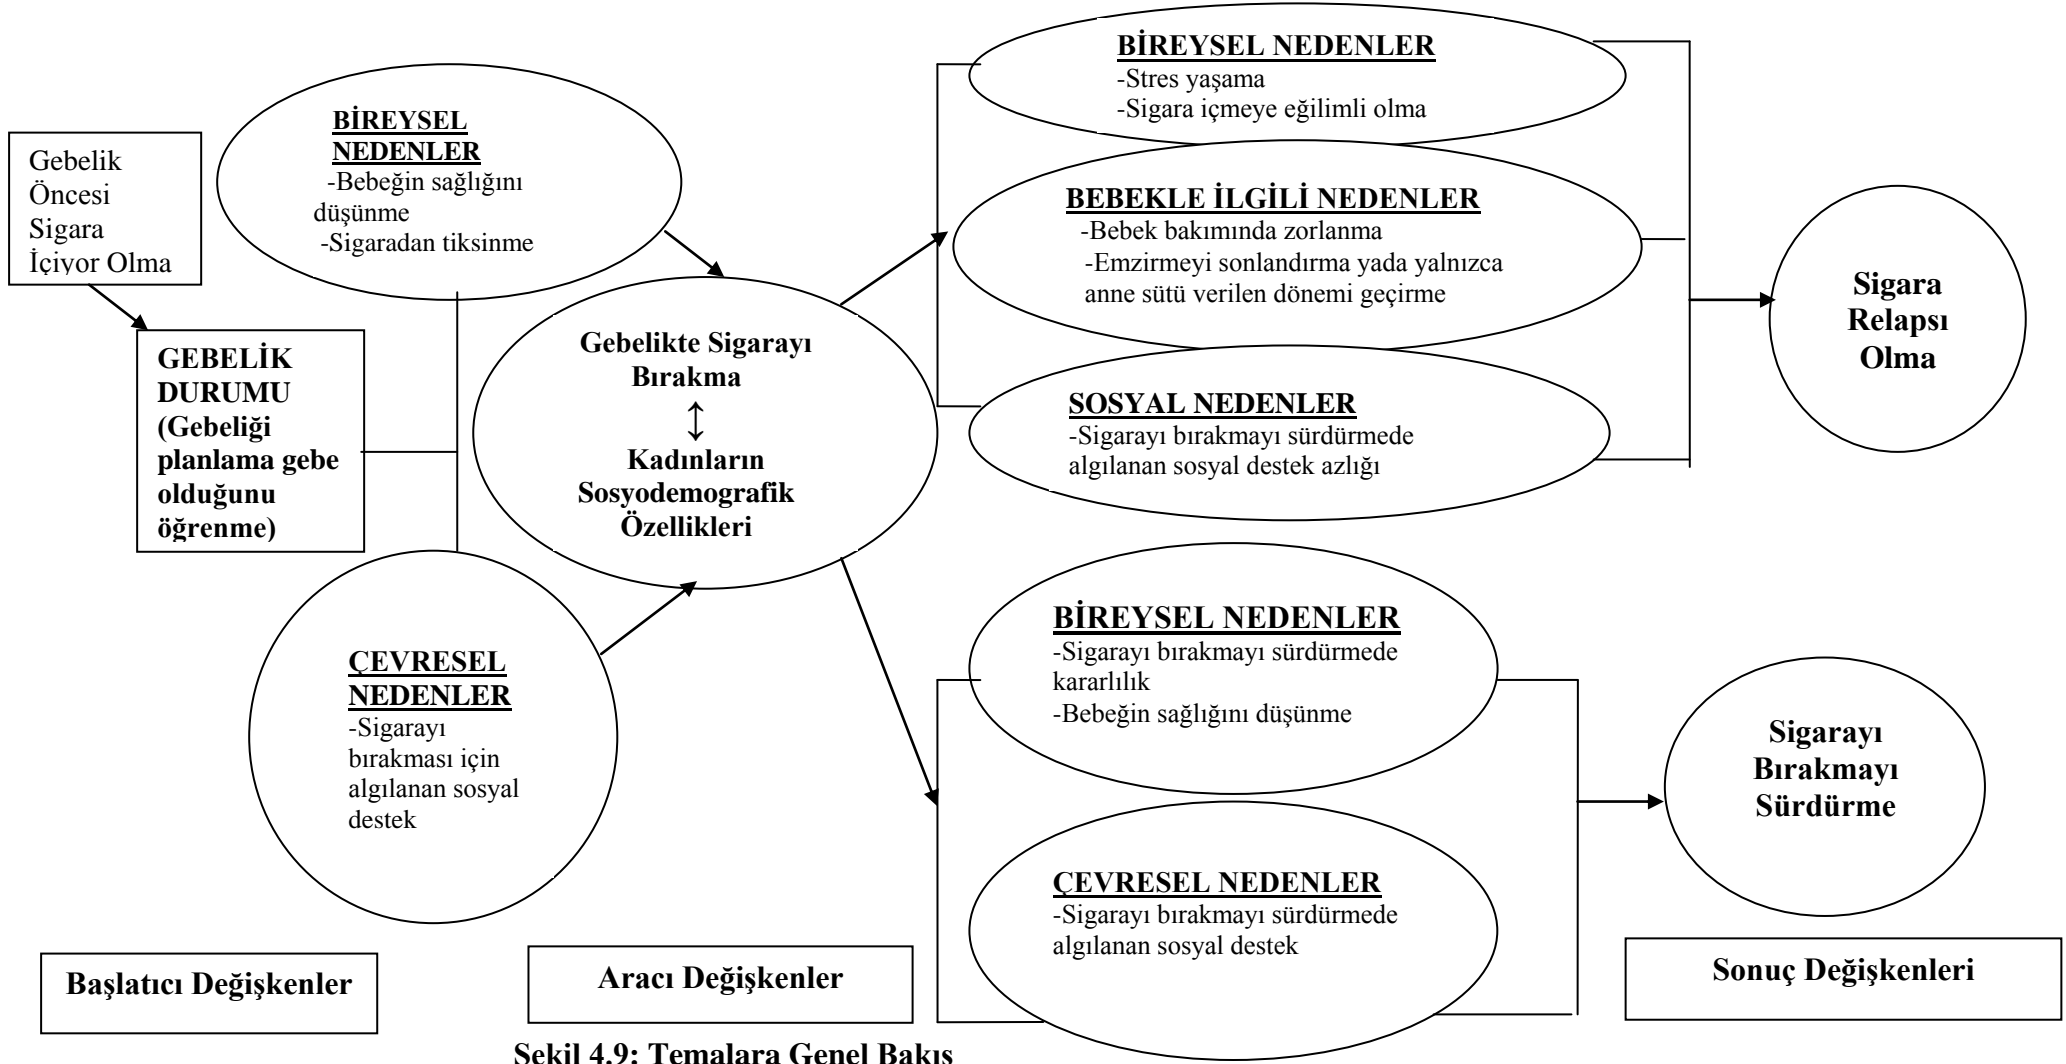 Gebelik
Öncesi
Sigara
İçiyor Olma
GEBELİK
DURUMU
(Gebeliği
planlama gebe
olduğunu
öğrenme)
BİREYSEL
NEDENLER
-Bebeğin sağlığını
düşünme
-Sigaradan tiksinme
ÇEVRESEL
NEDENLER
-Sigarayı
bırakması için
algılanan sosyal
destek
Gebelikte Sigarayı
Bırakma
↕
Kadınların
Sosyodemografik
Özellikleri
BİREYSEL NEDENLER
-Stres yaşama
-Sigara içmeye eğilimli olma
BEBEKLE İLGİLİ NEDENLER
-Bebek bakımında zorlanma
-Emzirmeyi sonlandırma yada yalnızca
anne sütü verilen dönemi geçirme
SOSYAL NEDENLER
-Sigarayı bırakmayı sürdürmede
algılanan sosyal destek azlığı
Sigara
Relapsı
Olma
BİREYSEL NEDENLER
-Sigarayı bırakmayı sürdürmede
kararlılık
-Bebeğin sağlığını düşünme
ÇEVRESEL NEDENLER
-Sigarayı bırakmayı sürdürmede
algılanan sosyal destek
Sigarayı
Bırakmayı
Sürdürme
Başlatıcı Değişkenler
Aracı Değişkenler
Sonuç Değişkenleri
Şekil 4.9: Temalara Genel Bakış